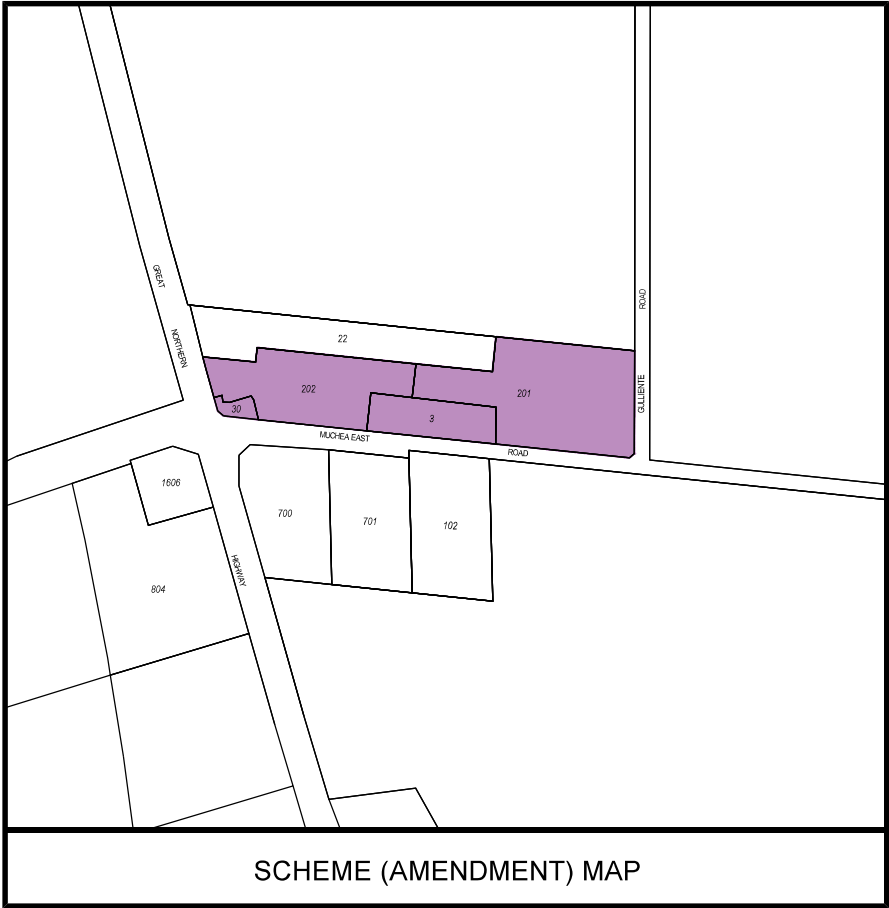 GREAT
ROAD
NORTHERN
22
202
201
GULLIENTE
30
3
MUCHEA EAST
ROAD
1606
700
701
102
HIGHWAY
804
SCHEME (AMENDMENT) MAP